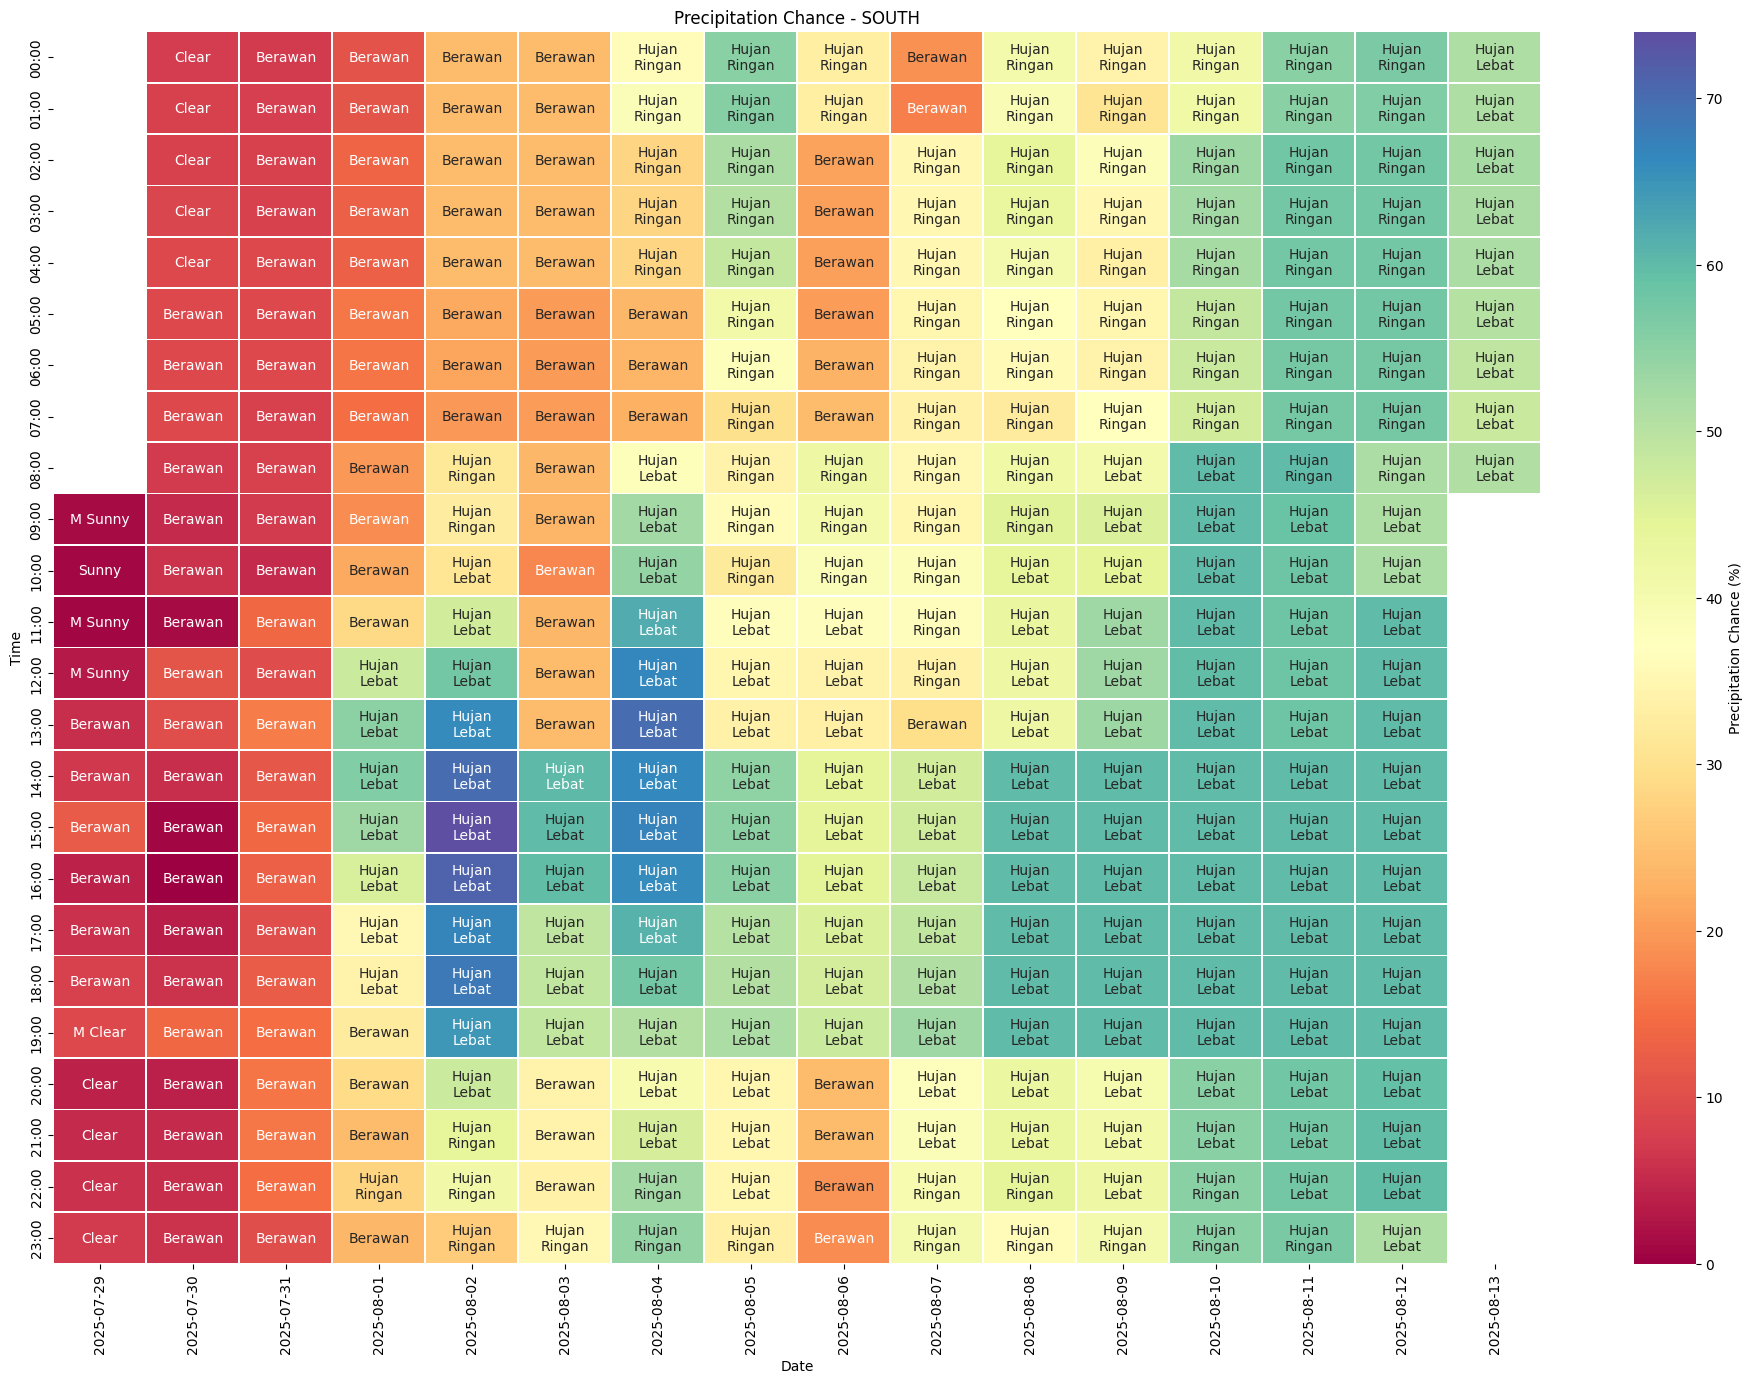 Precipitation Chance - SOUTH
00:00 Clear Berawan Berawan Berawan Berawan Hujan Ringan Hujan Ringan Hujan Ringan Berawan Hujan Ringan Hujan Ringan Hujan Ringan Hujan Ringan Hujan Ringan Hujan Lebat
01:00 Clear Berawan Berawan Berawan Berawan Hujan Ringan Hujan Ringan Hujan Ringan Berawan Hujan Ringan Hujan Ringan Hujan Ringan Hujan Ringan Hujan Ringan Hujan Lebat
02:00 Clear Berawan Berawan Berawan Berawan Hujan Ringan Hujan Ringan Berawan Hujan Ringan Hujan Ringan Hujan Ringan Hujan Ringan Hujan Ringan Hujan Ringan Hujan Lebat
03:00 Clear Berawan Berawan Berawan Berawan Hujan Ringan Hujan Ringan Berawan Hujan Ringan Hujan Ringan Hujan Ringan Hujan Ringan Hujan Ringan Hujan Ringan Hujan Lebat
04:00 Clear Berawan Berawan Berawan Berawan Hujan Ringan Hujan Ringan Berawan Hujan Ringan Hujan Ringan Hujan Ringan Hujan Ringan Hujan Ringan Hujan Ringan Hujan Lebat
05:00 Berawan Berawan Berawan Berawan Berawan Berawan Hujan Ringan Berawan Hujan Ringan Hujan Ringan Hujan Ringan Hujan Ringan Hujan Ringan Hujan Ringan Hujan Lebat
06:00 Berawan Berawan Berawan Berawan Berawan Berawan Hujan Ringan Berawan Hujan Ringan Hujan Ringan Hujan Ringan Hujan Ringan Hujan Ringan Hujan Ringan Hujan Lebat
07:00 Berawan Berawan Berawan Berawan Berawan Berawan Hujan Ringan Berawan Hujan Ringan Hujan Ringan Hujan Ringan Hujan Ringan Hujan Ringan Hujan Ringan Hujan Lebat
08:00 Berawan Berawan Berawan Hujan Ringan Berawan Hujan Lebat Hujan Ringan Hujan Ringan Hujan Ringan Hujan Ringan Hujan Lebat Hujan Lebat Hujan Ringan Hujan Ringan Hujan Lebat
09:00 M Sunny Berawan Berawan Berawan Hujan Ringan Berawan Hujan Lebat Hujan Ringan Hujan Ringan Hujan Ringan Hujan Ringan Hujan Lebat Hujan Lebat Hujan Lebat Hujan Lebat
10:00 Sunny Berawan Berawan Berawan Hujan Lebat Berawan Hujan Lebat Hujan Ringan Hujan Ringan Hujan Ringan Hujan Lebat Hujan Lebat Hujan Lebat Hujan Lebat Hujan Lebat
11:00 M Sunny Berawan Berawan Berawan Hujan Lebat Berawan Hujan Lebat Hujan Lebat Hujan Lebat Hujan Ringan Hujan Lebat Hujan Lebat Hujan Lebat Hujan Lebat Hujan Lebat
12:00 M Sunny Berawan Berawan Hujan Lebat Hujan Lebat Berawan Hujan Lebat Hujan Lebat Hujan Lebat Hujan Ringan Hujan Lebat Hujan Lebat Hujan Lebat Hujan Lebat Hujan Lebat
13:00 Berawan Berawan Berawan Hujan Lebat Hujan Lebat Berawan Hujan Lebat Hujan Lebat Hujan Lebat Berawan Hujan Lebat Hujan Lebat Hujan Lebat Hujan Lebat Hujan Lebat
14:00 Berawan Berawan Berawan Hujan Lebat Hujan Lebat Hujan Lebat Hujan Lebat Hujan Lebat Hujan Lebat Hujan Lebat Hujan Lebat Hujan Lebat Hujan Lebat Hujan Lebat Hujan Lebat
15:00 Berawan Berawan Berawan Hujan Lebat Hujan Lebat Hujan Lebat Hujan Lebat Hujan Lebat Hujan Lebat Hujan Lebat Hujan Lebat Hujan Lebat Hujan Lebat Hujan Lebat Hujan Lebat
16:00 Berawan Berawan Berawan Hujan Lebat Hujan Lebat Hujan Lebat Hujan Lebat Hujan Lebat Hujan Lebat Hujan Lebat Hujan Lebat Hujan Lebat Hujan Lebat Hujan Lebat Hujan Lebat
17:00 Berawan Berawan Berawan Hujan Lebat Hujan Lebat Hujan Lebat Hujan Lebat Hujan Lebat Hujan Lebat Hujan Lebat Hujan Lebat Hujan Lebat Hujan Lebat Hujan Lebat Hujan Lebat
18:00 Berawan Berawan Berawan Hujan Lebat Hujan Lebat Hujan Lebat Hujan Lebat Hujan Lebat Hujan Lebat Hujan Lebat Hujan Lebat Hujan Lebat Hujan Lebat Hujan Lebat Hujan Lebat
19:00 M Clear Berawan Berawan Berawan Hujan Lebat Hujan Lebat Hujan Lebat Hujan Lebat Hujan Lebat Hujan Lebat Hujan Lebat Hujan Lebat Hujan Lebat Hujan Lebat Hujan Lebat
20:00 Clear Berawan Berawan Berawan Hujan Lebat Berawan Hujan Lebat Hujan Lebat Berawan Hujan Lebat Hujan Lebat Hujan Lebat Hujan Lebat Hujan Lebat Hujan Lebat
21:00 Clear Berawan Berawan Berawan Hujan Ringan Berawan Hujan Lebat Hujan Lebat Berawan Hujan Lebat Hujan Lebat Hujan Lebat Hujan Lebat Hujan Lebat Hujan Lebat
22:00 Clear Berawan Berawan Hujan Ringan Hujan Ringan Berawan Hujan Ringan Hujan Lebat Berawan Hujan Ringan Hujan Ringan Hujan Lebat Hujan Ringan Hujan Lebat Hujan Lebat
23:00 Clear Berawan Berawan Berawan Hujan Ringan Hujan Ringan Hujan Ringan Hujan Ringan Berawan Hujan Ringan Hujan Ringan Hujan Ringan Hujan Ringan Hujan Ringan Hujan Lebat
Time
2025-07-29 2025-07-30 2025-07-31 2025-08-01 2025-08-02 2025-08-03 2025-08-04 2025-08-05 2025-08-06 2025-08-07 2025-08-08 2025-08-09 2025-08-10 2025-08-11 2025-08-12 2025-08-13
Date
70
60
50
40
30
20
10
0
Precipitation Chance (%)